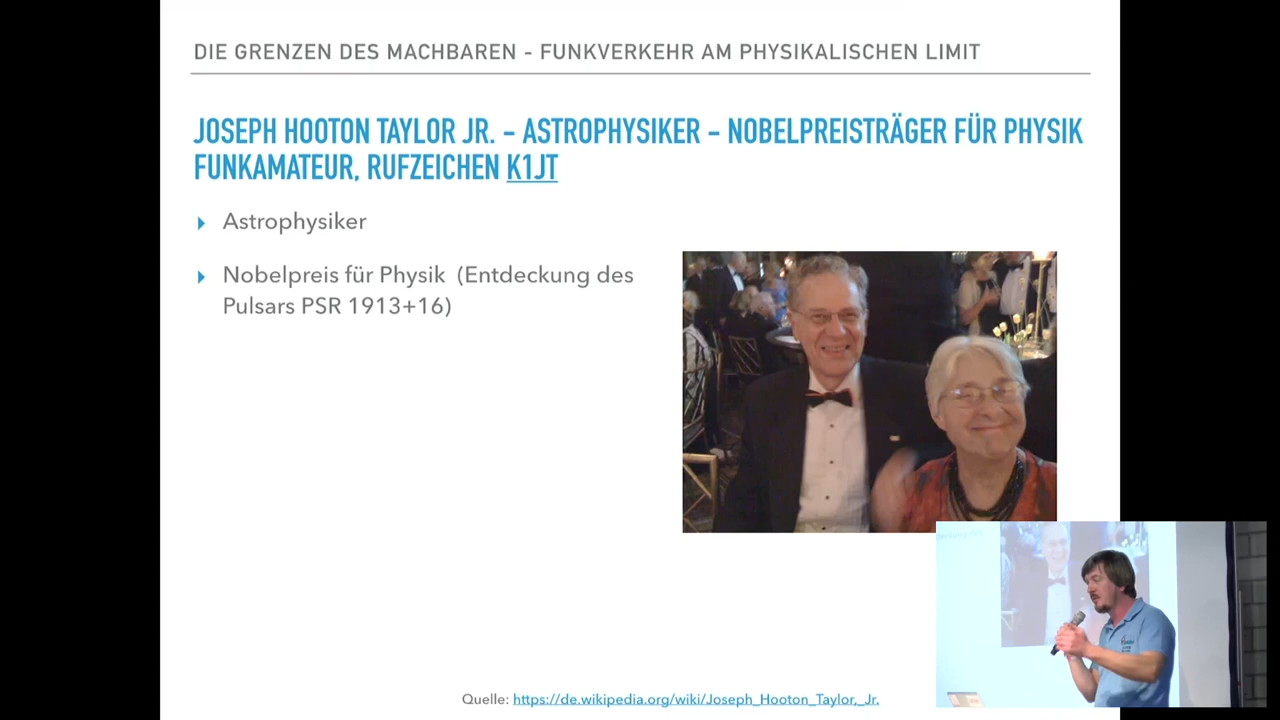 DIE GRENZEN DES MACHBAREN - FUNKVERKEHR AM PHYSIKALISCHEN LIMIT
JOSEPH HOOTON TAYLOR JR. - ASTROPHYSIKER - NOBELPREISTRÄGER FÜR PHYSIK
FUNKAMATEUR, RUFZEICHEN K1JT
Astrophysiker
Nobelpreis für Physik (Entdeckung des
Pulsars PSR 1913+16)
Quelle: https://de.wikipedia.org/wiki/Joseph_Hooton_Taylor,_Jr.